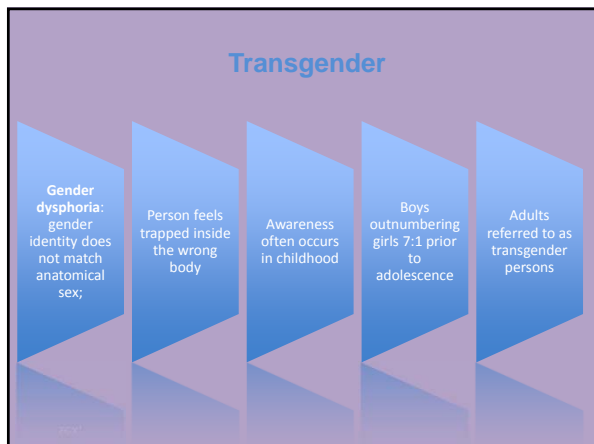 Transgender
Gender
dysphoria:
gender
identity does
not match
anatomical
sex;
Person feels
trapped inside
the wrong
body
Awareness
often occurs
in childhood
Boys
outnumbering
girls 7:1 prior
to
adolescence
Adults
referred to as
transgender
persons